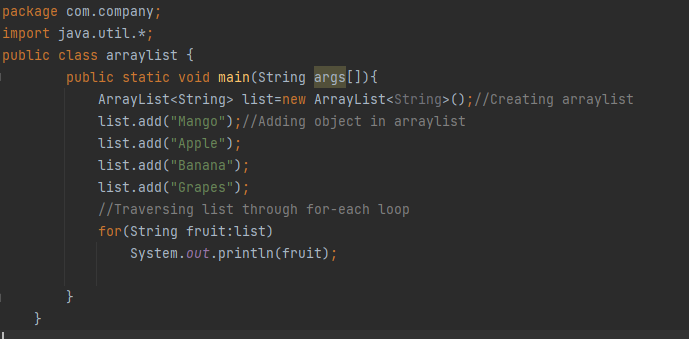 package com.company;
import java.util.*;
public class arraylist {
public static void main(String args[]){
ArrayList<String> list=new ArrayList<String>();//Creating arraylist
list.add("Mango");//Adding object in arraylist
list.add("Apple");
list.add("Banana");
list.add("Grapes");
//Traversing list through for-each loop
for(String fruit:list)
System.out.println(fruit);
}
}